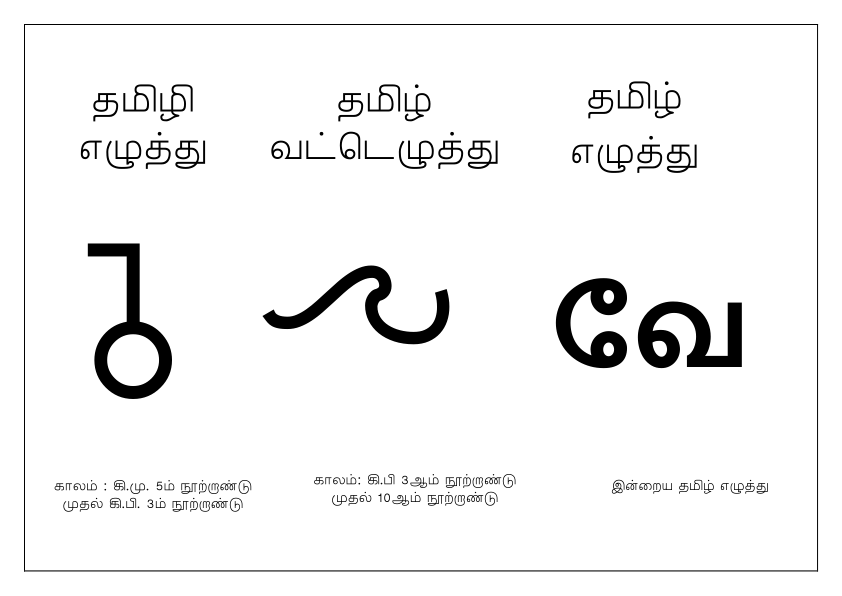 தமிழி
எழுத்து
தமிழ்
வட்டெழுத்து
தமிழ்
எழுத்து
வே
காலம் : கி.மு. 5ம் நூற்றாண்டு
முதல் கி.பி. 3ம் நூற்றாண்டு
காலம்: கி.பி 3ஆம் நூற்றாண்டு
முதல் 10ஆம் நூற்றாண்டு
இன்றைய தமிழ் எழுத்து